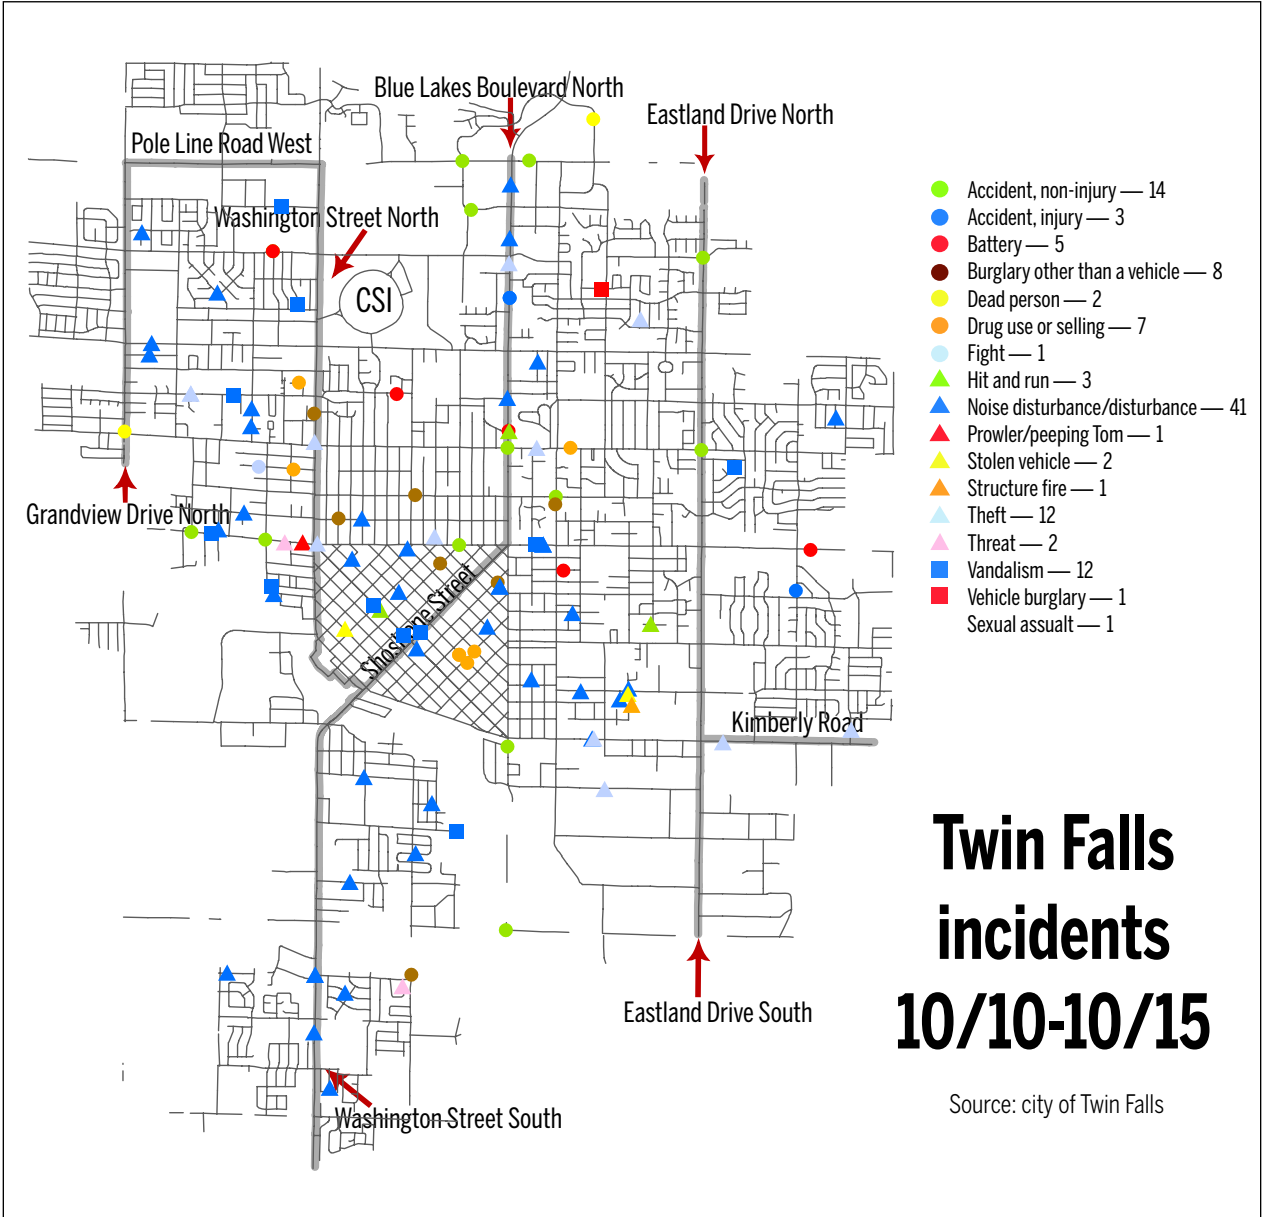 Blue Lakes Boulevard North
Eastland Drive North
Pole Line Road West
Washington Street North
CSI
Grandview Drive North
Shoshone Street
Kimberly Road
Eastland Drive South
Washington Street South
Accident, non-injury — 14
Accident, injury — 3
Battery — 5
Burglary other than a vehicle — 8
Dead person — 2
Drug use or selling — 7
Fight — 1
Hit and run — 3
Noise disturbance/disturbance — 41
Prowler/peeping Tom — 1
Stolen vehicle — 2
Structure fire — 1
Theft — 12
Threat — 2
Vandalism — 12
Vehicle burglary — 1
Sexual assualt — 1
Twin Falls
incidents
10/10-10/15
Source: city of Twin Falls